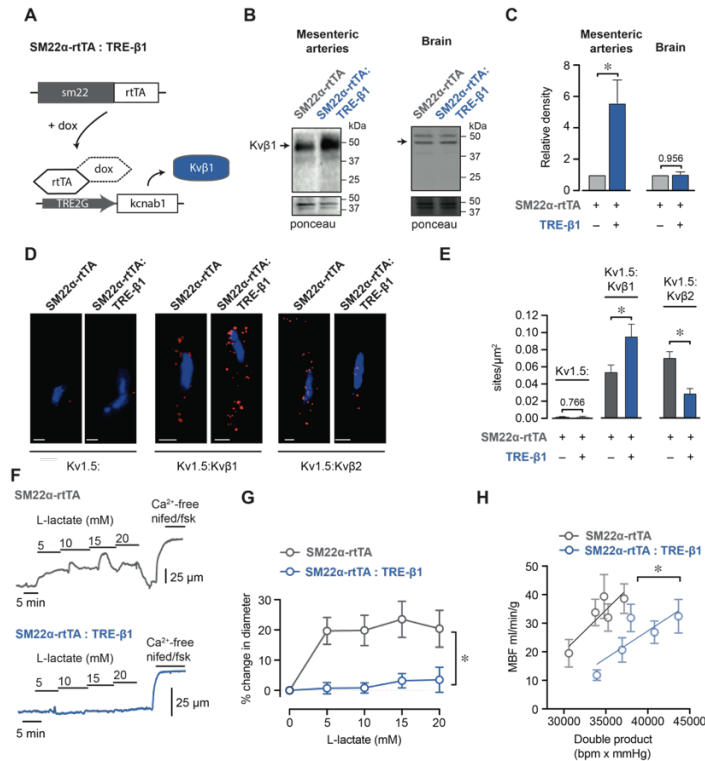 A
SM22α-rtTA : TRE-β1
sm22 rtTA
+ dox
rtTA dox
Kvβ1
TRE2G kcnab1
B
Mesenteric arteries
Brain
SM22α-rtTA
SM22α-rtTA:
TRE-β1
SM22α-rtTA
SM22α-rtTA:
TRE-β1
kDa
Kvβ1
50
37
25
50
37
ponceau
kDa
50
37
25
50
37
ponceau
C
Mesenteric
arteries
Brain
Relative density
8
6
4
2
0
*
0.956
SM22α-rtTA + + + +
TRE-β1 – + – +
D
SM22α-rtTA
SM22α-rtTA:
TRE-β1
SM22α-rtTA
SM22α-rtTA:
TRE-β1
SM22α-rtTA
SM22α-rtTA:
TRE-β1
Kv1.5:
Kv1.5:Kvβ1
Kv1.5:Kvβ2
E
Kv1.5:
Kvβ1
Kv1.5:
Kvβ2
Kv1.5:
sites/µm²
0.12
0.10
0.08
0.06
0.04
0.02
0.00
0.766
*
*
SM22α-rtTA + + + + + +
TRE-β1 – + – + – +
F
SM22α-rtTA
L-lactate (mM)
5 10 15 20
Ca²⁺-free
nifed/fsk
25 µm
5 min
SM22α-rtTA : TRE-β1
L-lactate (mM)
5 10 15 20
Ca²⁺-free
nifed/fsk
25 µm
5 min
G
SM22α-rtTA
SM22α-rtTA : TRE-β1
% change in diameter
30
20
10
0
*
0 5 10 15 20
L-lactate (mM)
H
SM22α-rtTA
SM22α-rtTA : TRE-β1
*
MBF ml/min/g
50
40
30
20
10
0
30000 35000 40000 45000
Double product
(bpm x mmHg)